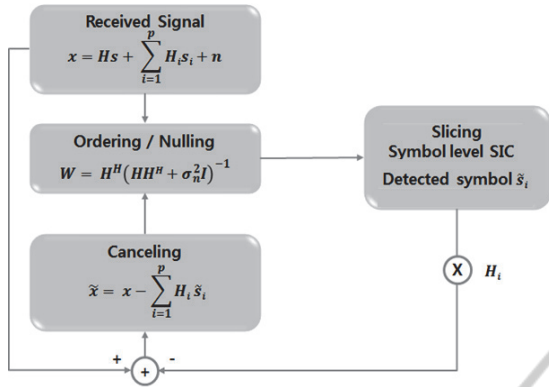 Received Signal
x = Hs + ∑_{i=1}^{p} H_i s_i + n
Ordering / Nulling
W = H^H(HH^H + σ_n^2 I)^{-1}
Slicing
Symbol level SIC
Detected symbol s̃_i
Canceling
x̃ = x − ∑_{i=1}^{p} H_i s̃_i
X H_i
+ -
+